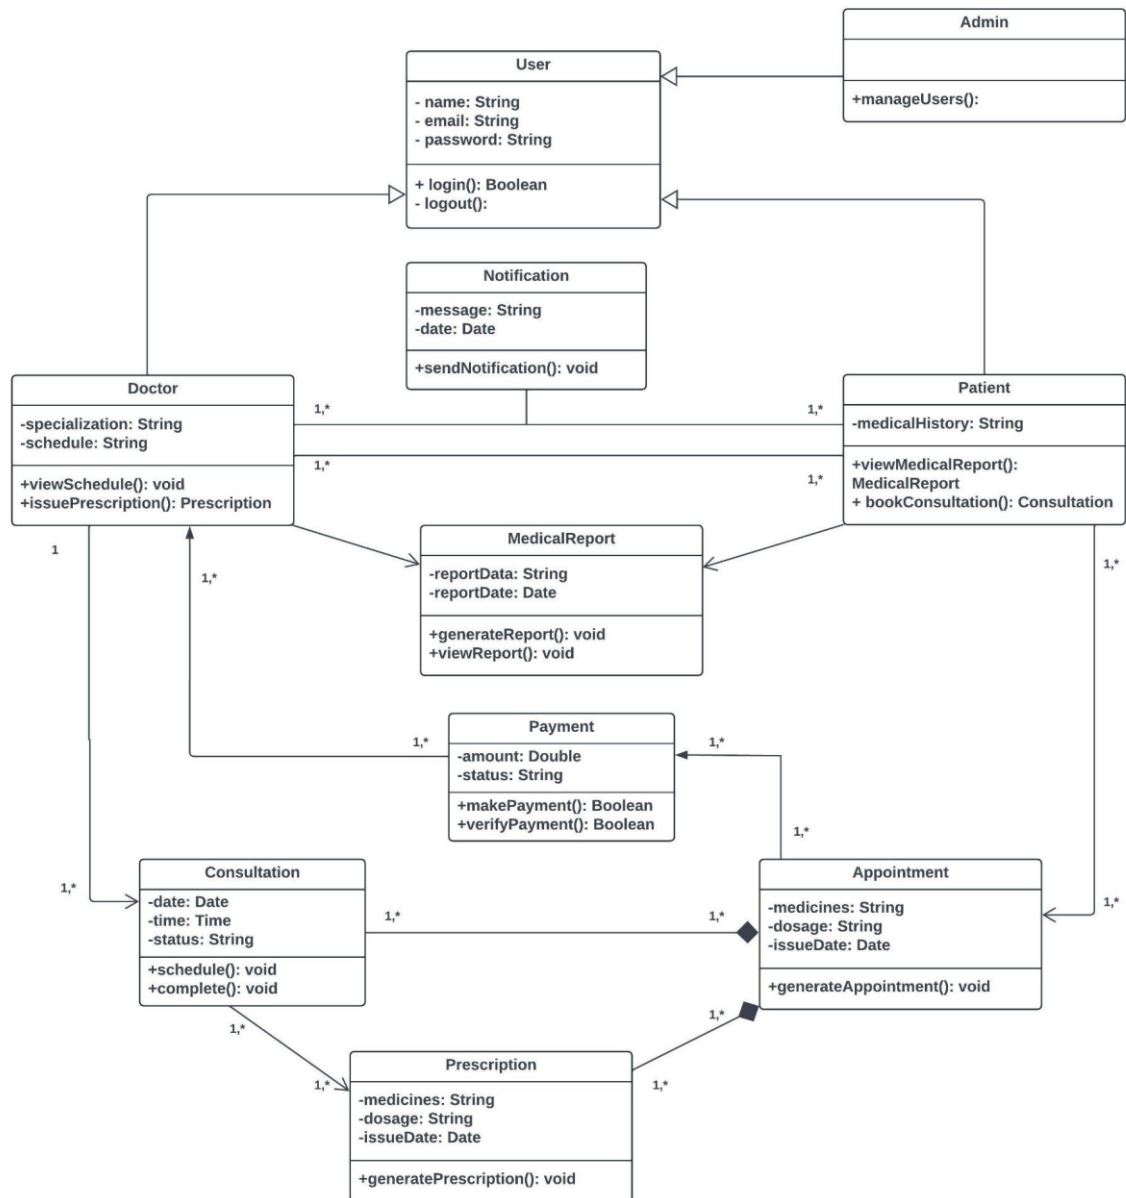 Admin
+manageUsers():
User
- name: String
- email: String
- password: String
+ login(): Boolean
- logout():
Notification
-message: String
-date: Date
+sendNotification(): void
Doctor
-specialization: String
-schedule: String
+viewSchedule(): void
+issuePrescription(): Prescription
1,*
1,*
1,*
1,*
Patient
-medicalHistory: String
+viewMedicalReport():
MedicalReport
+ bookConsultation(): Consultation
1
1,*
MedicalReport
-reportData: String
-reportDate: Date
+generateReport(): void
+viewReport(): void
1,*
Payment
-amount: Double
-status: String
+makePayment(): Boolean
+verifyPayment(): Boolean
1,*
1,*
1,*
Consultation
-date: Date
-time: Time
-status: String
+schedule(): void
+complete(): void
1,*
1,*
1,*
Appointment
-medicines: String
-dosage: String
-issueDate: Date
+generateAppointment(): void
1,*
1,*
1,*
Prescription
-medicines: String
-dosage: String
-issueDate: Date
+generatePrescription(): void
1,*
1,*
1,*